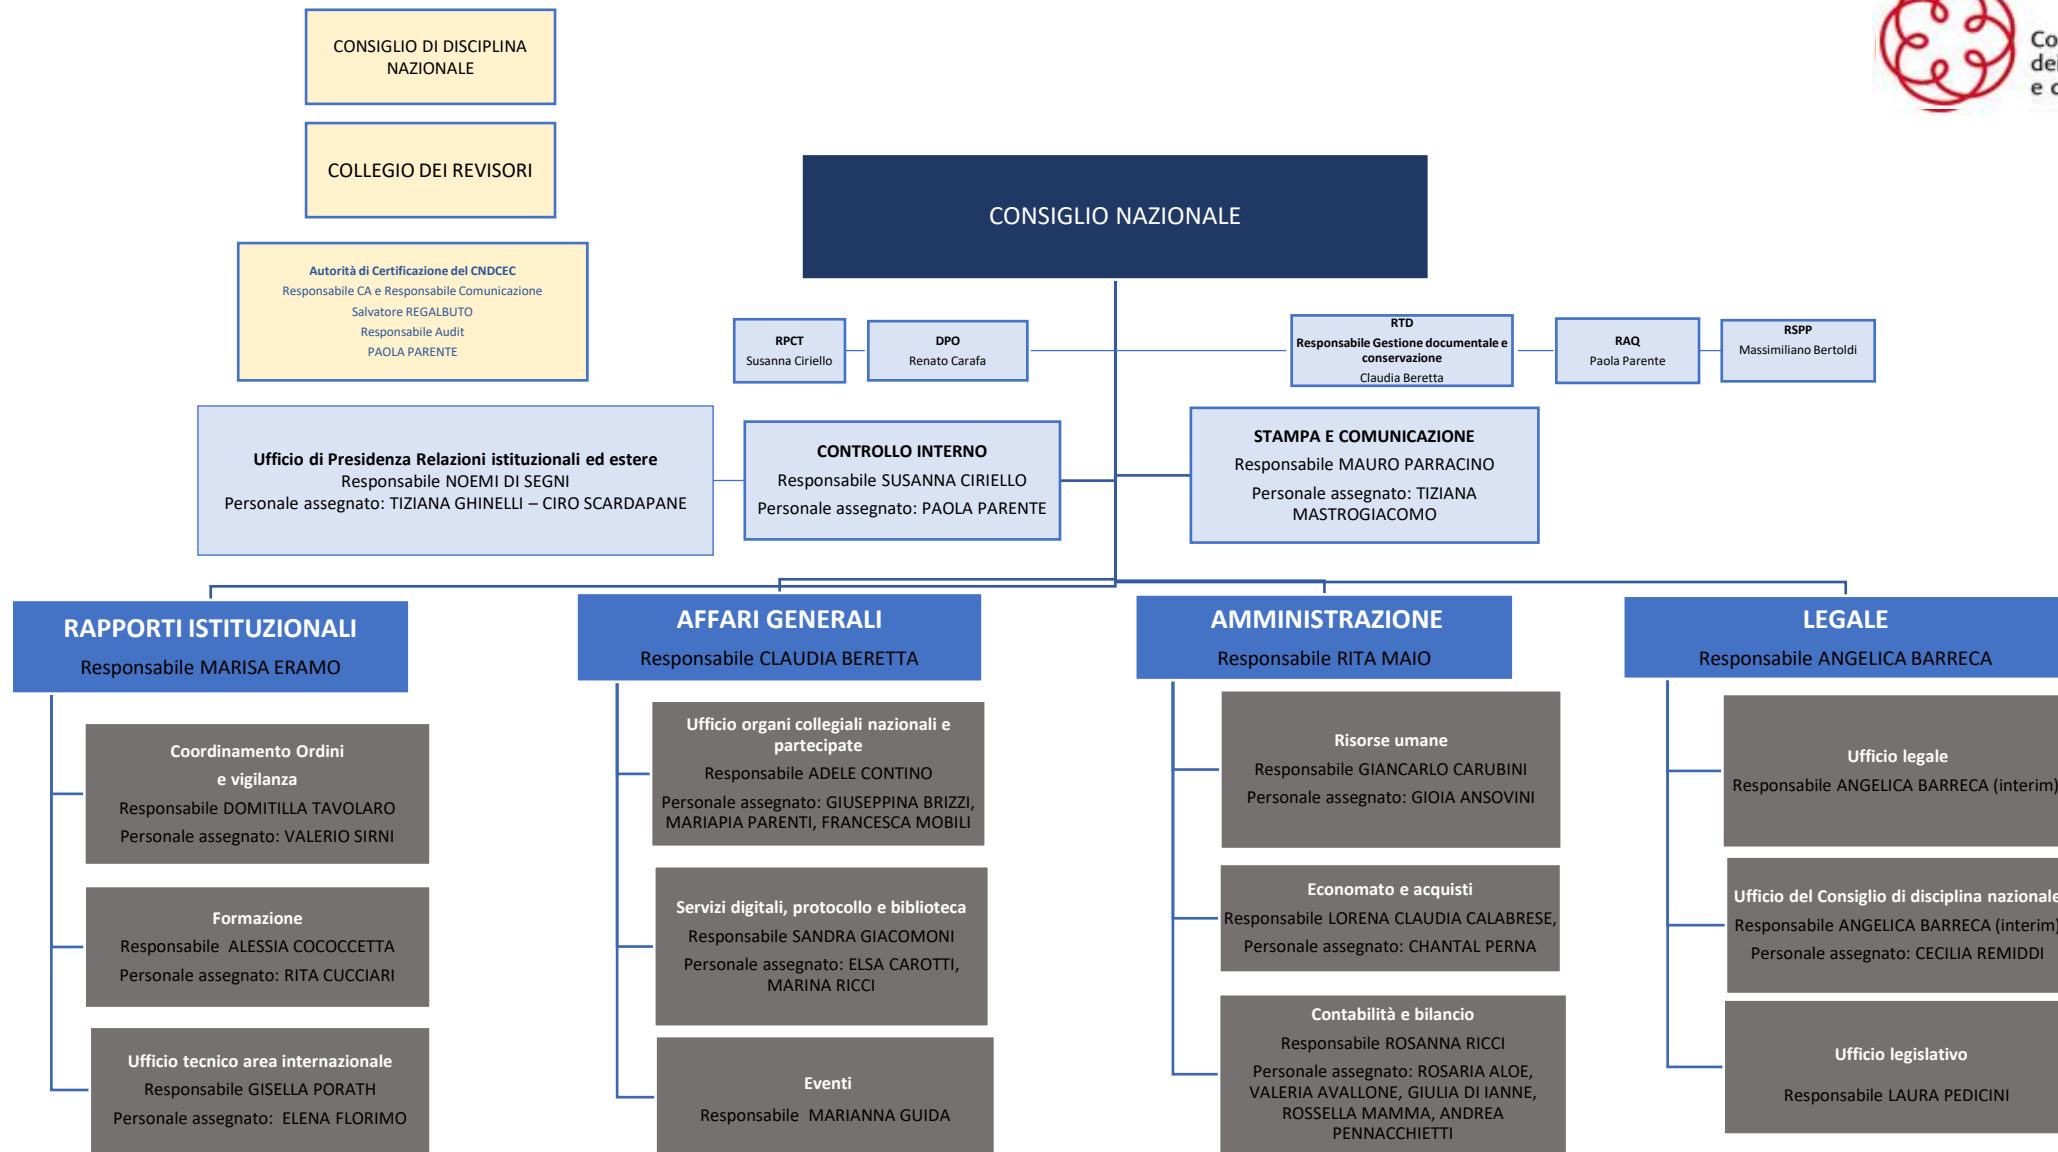 CONSIGLIO DI DISCIPLINA
NAZIONALE
COLLEGIO DEI REVISORI
Autorità di Certificazione del CNDCEC
Responsabile CA e Responsabile Comunicazione
Salvatore REGALBUTO
Responsabile Audit
PAOLA PARENTE
CONSIGLIO NAZIONALE
RPCT
Susanna Ciriello
DPO
Renato Carafa
RTD
Responsabile Gestione documentale e
conservazione
Claudia Beretta
RAQ
Paola Parente
RSPP
Massimiliano Bertoldi
Ufficio di Presidenza Relazioni istituzionali ed estere
Responsabile NOEMI DI SEGNI
Personale assegnato: TIZIANA GHINELLI – CIRO SCARDAPANE
CONTROLLO INTERNO
Responsabile SUSANNA CIRIELLO
Personale assegnato: PAOLA PARENTE
STAMPA E COMUNICAZIONE
Responsabile MAURO PARRACINO
Personale assegnato: TIZIANA
MASTROGIACOMO
RAPPORTI ISTITUZIONALI
Responsabile MARISA ERAMO
Coordinamento Ordini
e vigilanza
Responsabile DOMITILLA TAVOLARO
Personale assegnato: VALERIO SIRNI
Formazione
Responsabile ALESSIA COCOCCETTA
Personale assegnato: RITA CUCCIARI
Ufficio tecnico area internazionale
Responsabile GISELLA PORATH
Personale assegnato: ELENA FLORIMO
AFFARI GENERALI
Responsabile CLAUDIA BERETTA
Ufficio organi collegiali nazionali e
partecipate
Responsabile ADELE CONTINO
Personale assegnato: GIUSEPPINA BRIZZI,
MARIAPIA PARENTI, FRANCESCA MOBILI
Servizi digitali, protocollo e biblioteca
Responsabile SANDRA GIACOMONI
Personale assegnato: ELSA CAROTTI,
MARINA RICCI
Eventi
Responsabile MARIANNA GUIDA
AMMINISTRAZIONE
Responsabile RITA MAIO
Risorse umane
Responsabile GIANCARLO CARUBINI
Personale assegnato: GIOIA ANSOVINI
Economato e acquisti
Responsabile LORENA CLAUDIA CALABRESE,
Personale assegnato: CHANTAL PERNA
Contabilità e bilancio
Responsabile ROSANNA RICCI
Personale assegnato: ROSARIA ALOE,
VALERIA AVALLONE, GIULIA DI IANNE,
ROSSELLA MAMMA, ANDREA
PENNACCHIETTI
LEGALE
Responsabile ANGELICA BARRECA
Ufficio legale
Responsabile ANGELICA BARRECA (interim)
Ufficio del Consiglio di disciplina nazionale
Responsabile ANGELICA BARRECA (interim)
Personale assegnato: CECILIA REMIDDI
Ufficio legislativo
Responsabile LAURA PEDICINI